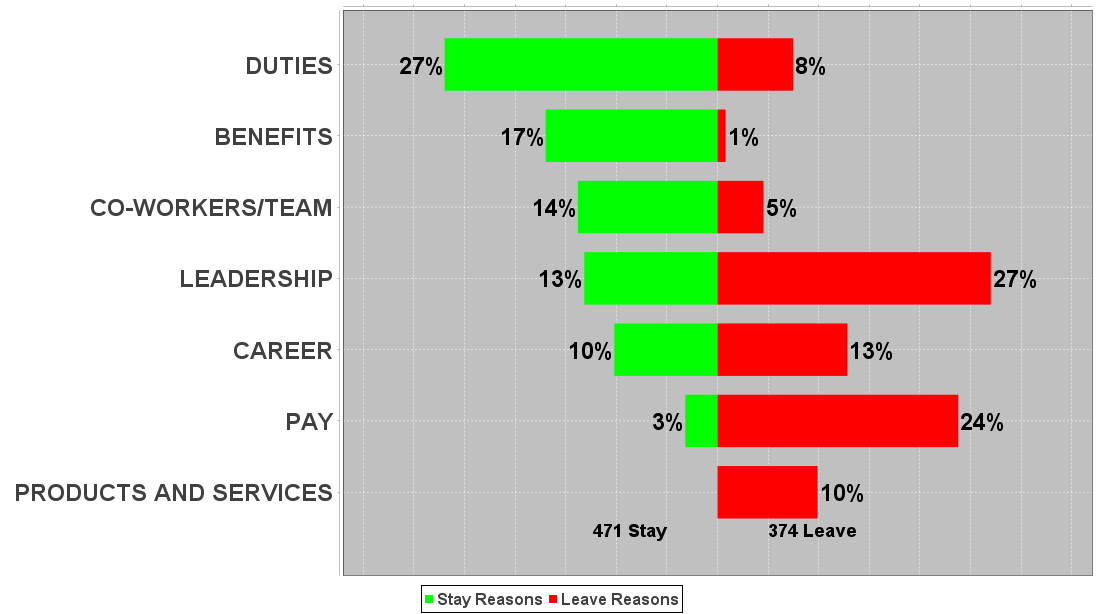 DUTIES 27% 8%
BENEFITS 17% 1%
CO-WORKERS/TEAM 14% 5%
LEADERSHIP 13% 27%
CAREER 10% 13%
PAY 3% 24%
PRODUCTS AND SERVICES 10%
471 Stay 374 Leave
Stay Reasons Leave Reasons